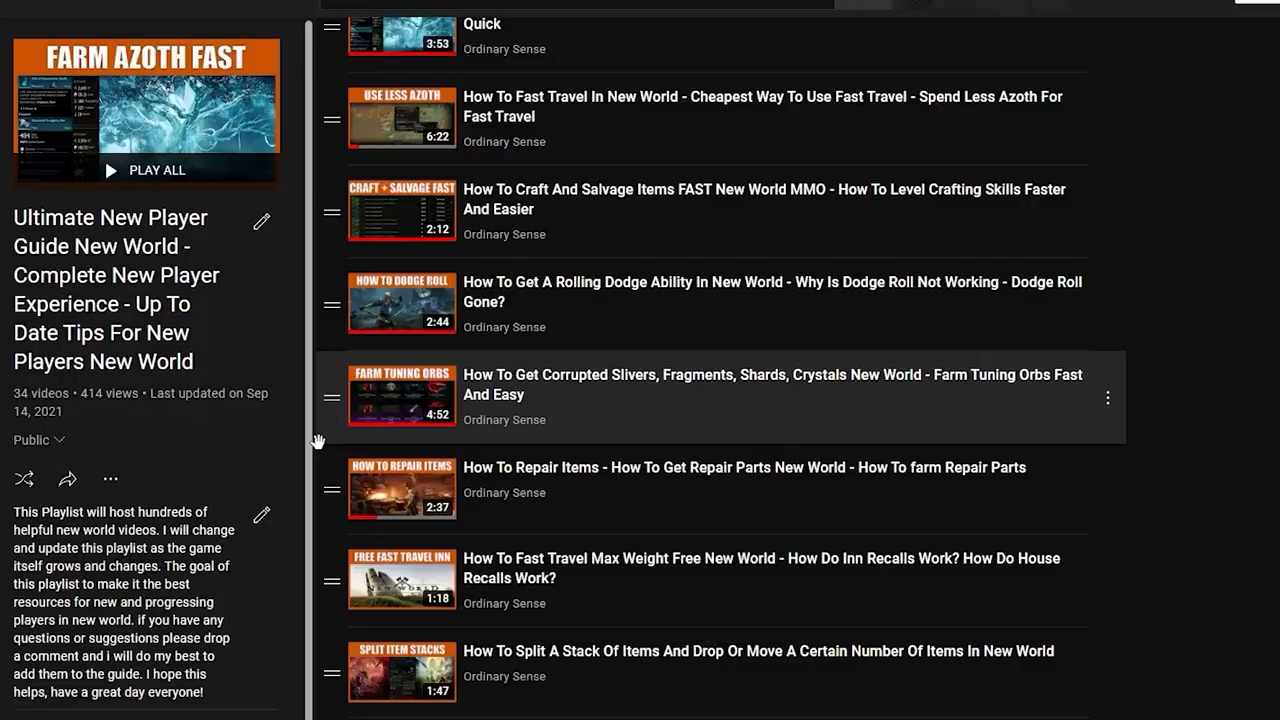 FARM AZOTH FAST
PLAY ALL
Ultimate New Player
Guide New World -
Complete New Player
Experience - Up To
Date Tips For New
Players New World
34 videos • 414 views • Last updated on Sep
14, 2021
Public
This Playlist will host hundreds of
helpful new world videos. I will change
and update this playlist as the game
itself grows and changes. The goal of
this playlist to make it the best
resources for new and progressing
players in new world. if you have any
questions or suggestions please drop
a comment and i will do my best to
add them to the guide. I hope this
helps, have a great day everyone!
3:53
Quick
Ordinary Sense
USE LESS AZOTH
6:22
How To Fast Travel In New World - Cheapest Way To Use Fast Travel - Spend Less Azoth For
Fast Travel
Ordinary Sense
CRAFT + SALVAGE FAST
2:12
How To Craft And Salvage Items FAST New World MMO - How To Level Crafting Skills Faster
And Easier
Ordinary Sense
HOW TO DODGE ROLL
2:44
How To Get A Rolling Dodge Ability In New World - Why Is Dodge Roll Not Working - Dodge Roll
Gone?
Ordinary Sense
FARM TUNING ORBS
4:52
How To Get Corrupted Slivers, Fragments, Shards, Crystals New World - Farm Tuning Orbs Fast
And Easy
Ordinary Sense
HOW TO REPAIR ITEMS
2:37
How To Repair Items - How To Get Repair Parts New World - How To farm Repair Parts
Ordinary Sense
FREE FAST TRAVEL INN
NEW WORLD
1:18
How To Fast Travel Max Weight Free New World - How Do Inn Recalls Work? How Do House
Recalls Work?
Ordinary Sense
SPLIT ITEM STACKS
1:47
How To Split A Stack Of Items And Drop Or Move A Certain Number Of Items In New World
Ordinary Sense